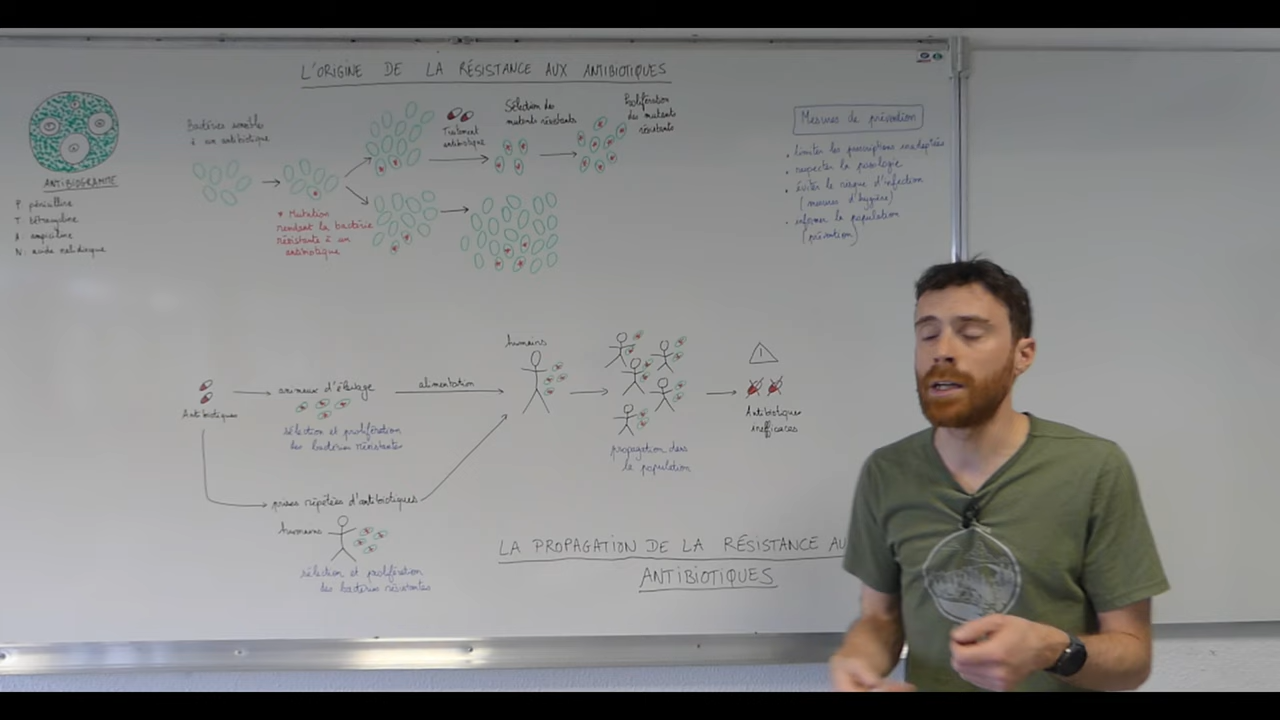 L'ORIGINE DE LA RÉSISTANCE AUX ANTIBIOTIQUES
ANTIBIOGRAMME
P: pénicilline
T: tétracycline
A: ampicilline
N: acide nalidixique
Bactéries sensibles
à un antibiotique
* Mutation
rendant la bactérie
résistante à un
antibiotique
Traitement
antibiotique
Sélection des
mutants résistants
Prolifération
des mutants
résistants
Mesures de prévention
• limiter les prescriptions inadaptées
• respecter la posologie
• éviter le risque d'infection
(mesures d'hygiène)
• informer la population
(prévention)
Antibiotiques
animaux d'élevage
sélection et prolifération
des bactéries résistantes
alimentation
humains
prises répétées d'antibiotiques
humains
sélection et prolifération
des bactéries résistantes
propagation dans
la population
!
Antibiotiques
inefficaces
LA PROPAGATION DE LA RÉSISTANCE AU
ANTIBIOTIQUES